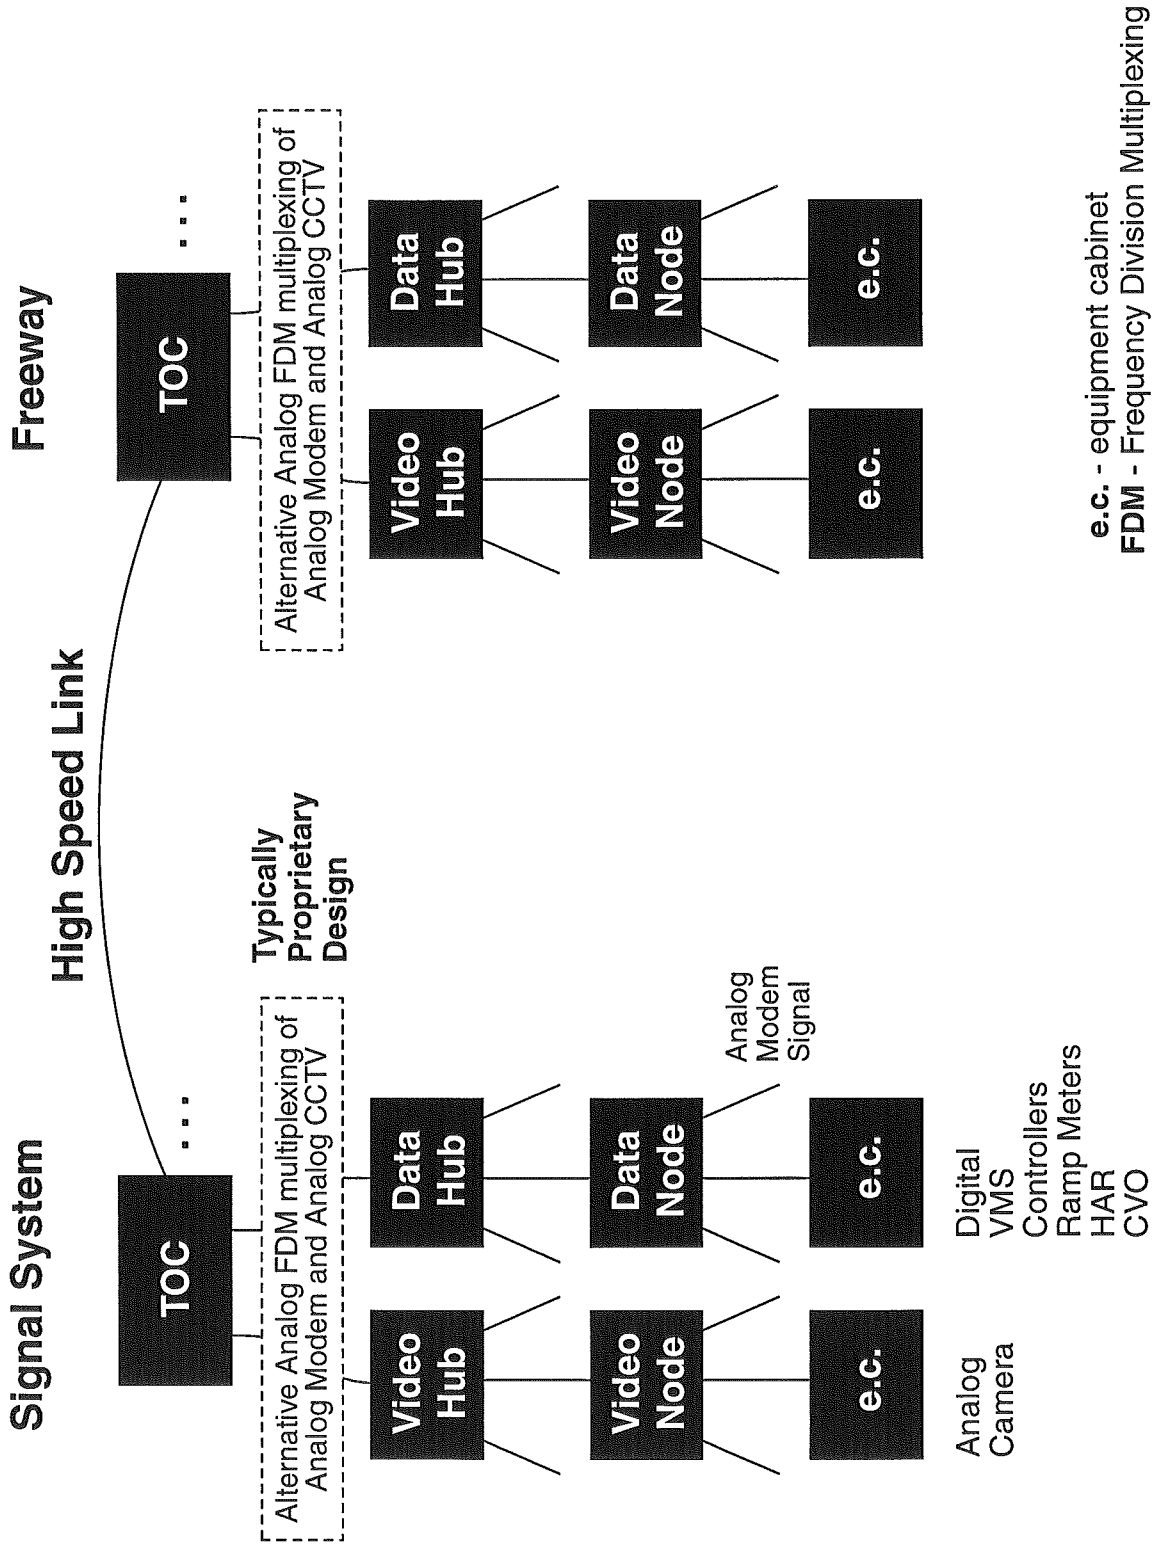 Signal System
High Speed Link
Freeway
TOC
...
TOC
...
Alternative Analog FDM multiplexing of
Analog Modem and Analog CCTV
Typically
Proprietary
Design
Alternative Analog FDM multiplexing of
Analog Modem and Analog CCTV
Video
Hub
Data
Hub
Video
Hub
Data
Hub
Video
Node
Data
Node
Analog
Modem
Signal
Video
Node
Data
Node
e.c.
e.c.
e.c.
e.c.
Analog
Camera
Digital
VMS
Controllers
Ramp Meters
HAR
CVO
e.c. - equipment cabinet
FDM - Frequency Division Multiplexing